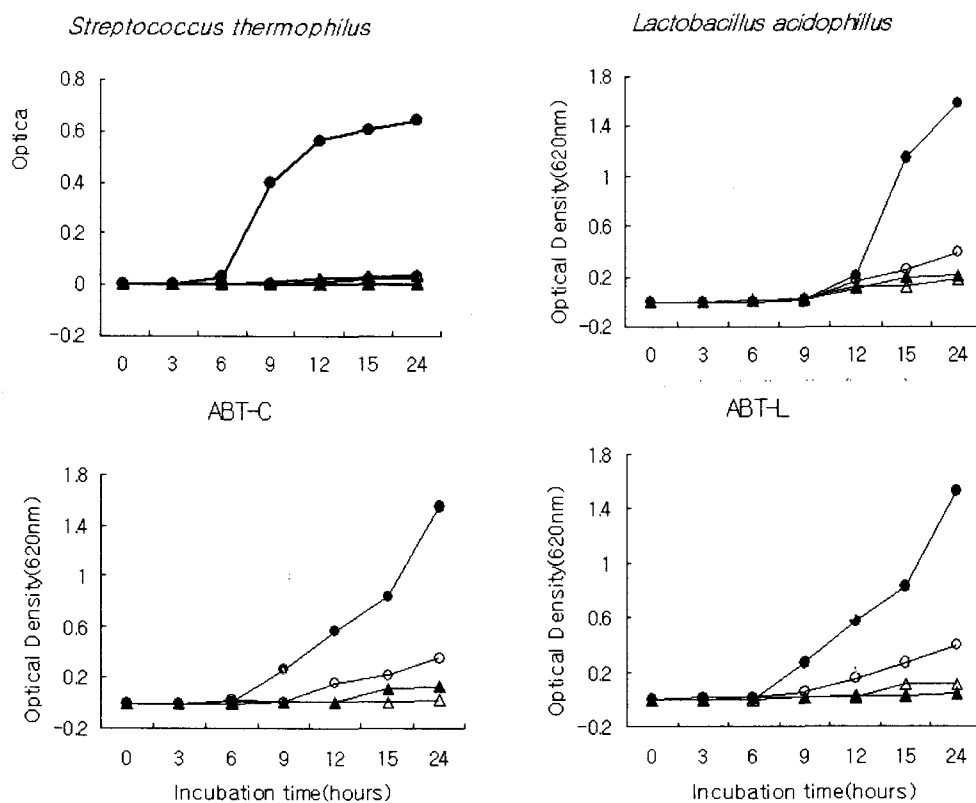 Streptococcus thermophilus
Lactobacillus acidophillus
Optica
0.8
0.6
0.4
0.2
0
-0.2
0 3 6 9 12 15 24
Optical Density(620nm)
1.8
1.4
1
0.6
0.2
-0.2
0 3 6 9 12 15 24
ABT-C
ABT-L
Optical Density(620nm)
1.8
1.4
1
0.6
0.2
-0.2
0 3 6 9 12 15 24
Incubation time(hours)
Optical Density(620nm)
1.8
1.4
1
0.6
0.2
-0.2
0 3 6 9 12 15 24
Incubation time(hours)